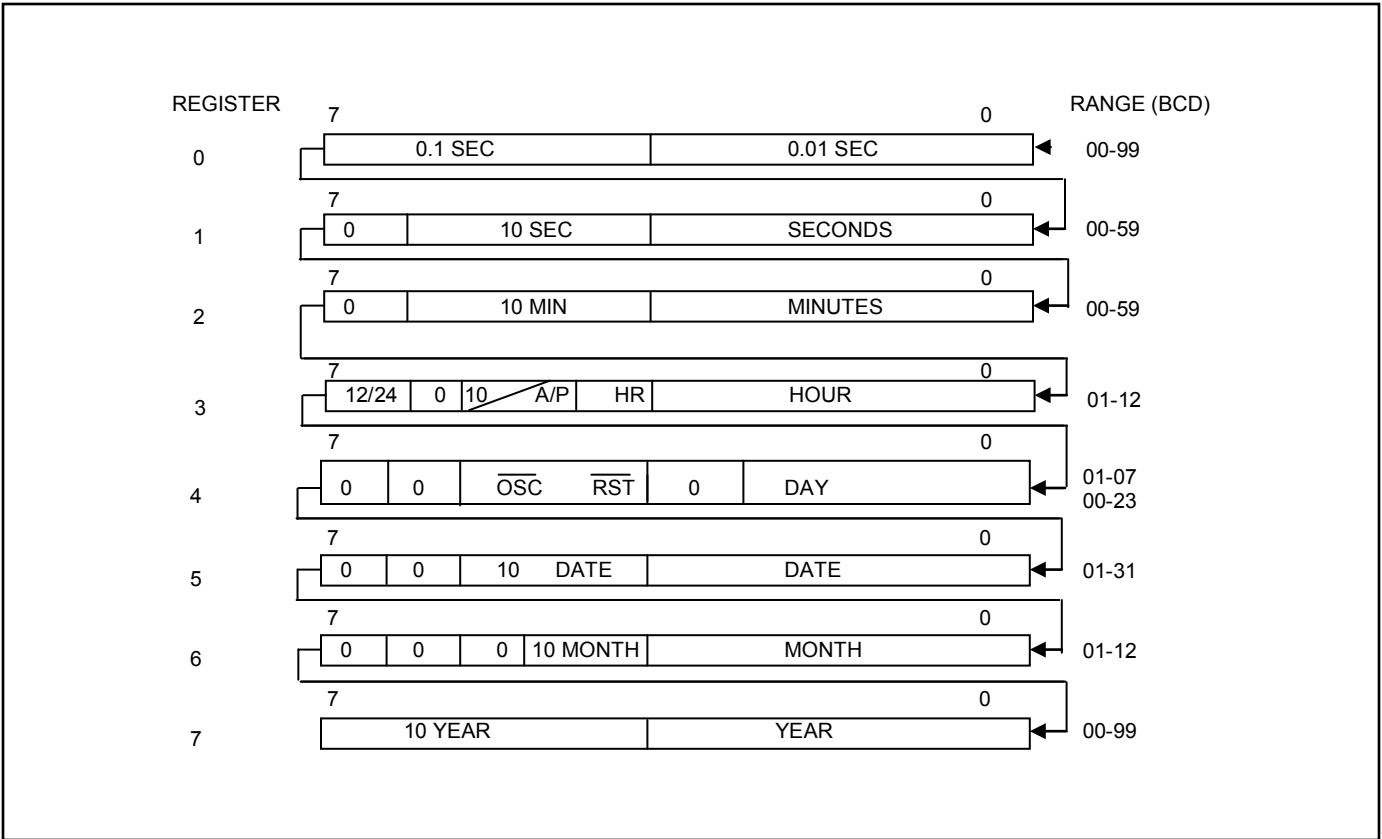 REGISTER 7 0 RANGE (BCD)
0 0.1 SEC 0.01 SEC 00-99
7 0
1 0 10 SEC SECONDS 00-59
7 0
2 0 10 MIN MINUTES 00-59
7 0
3 12/24 0 10 A/P HR HOUR 01-12
7 0
4 0 0 OSC RST 0 DAY 01-07
00-23
7 0
5 0 0 10 DATE DATE 01-31
7 0
6 0 0 0 10 MONTH MONTH 01-12
7 0
7 10 YEAR YEAR 00-99